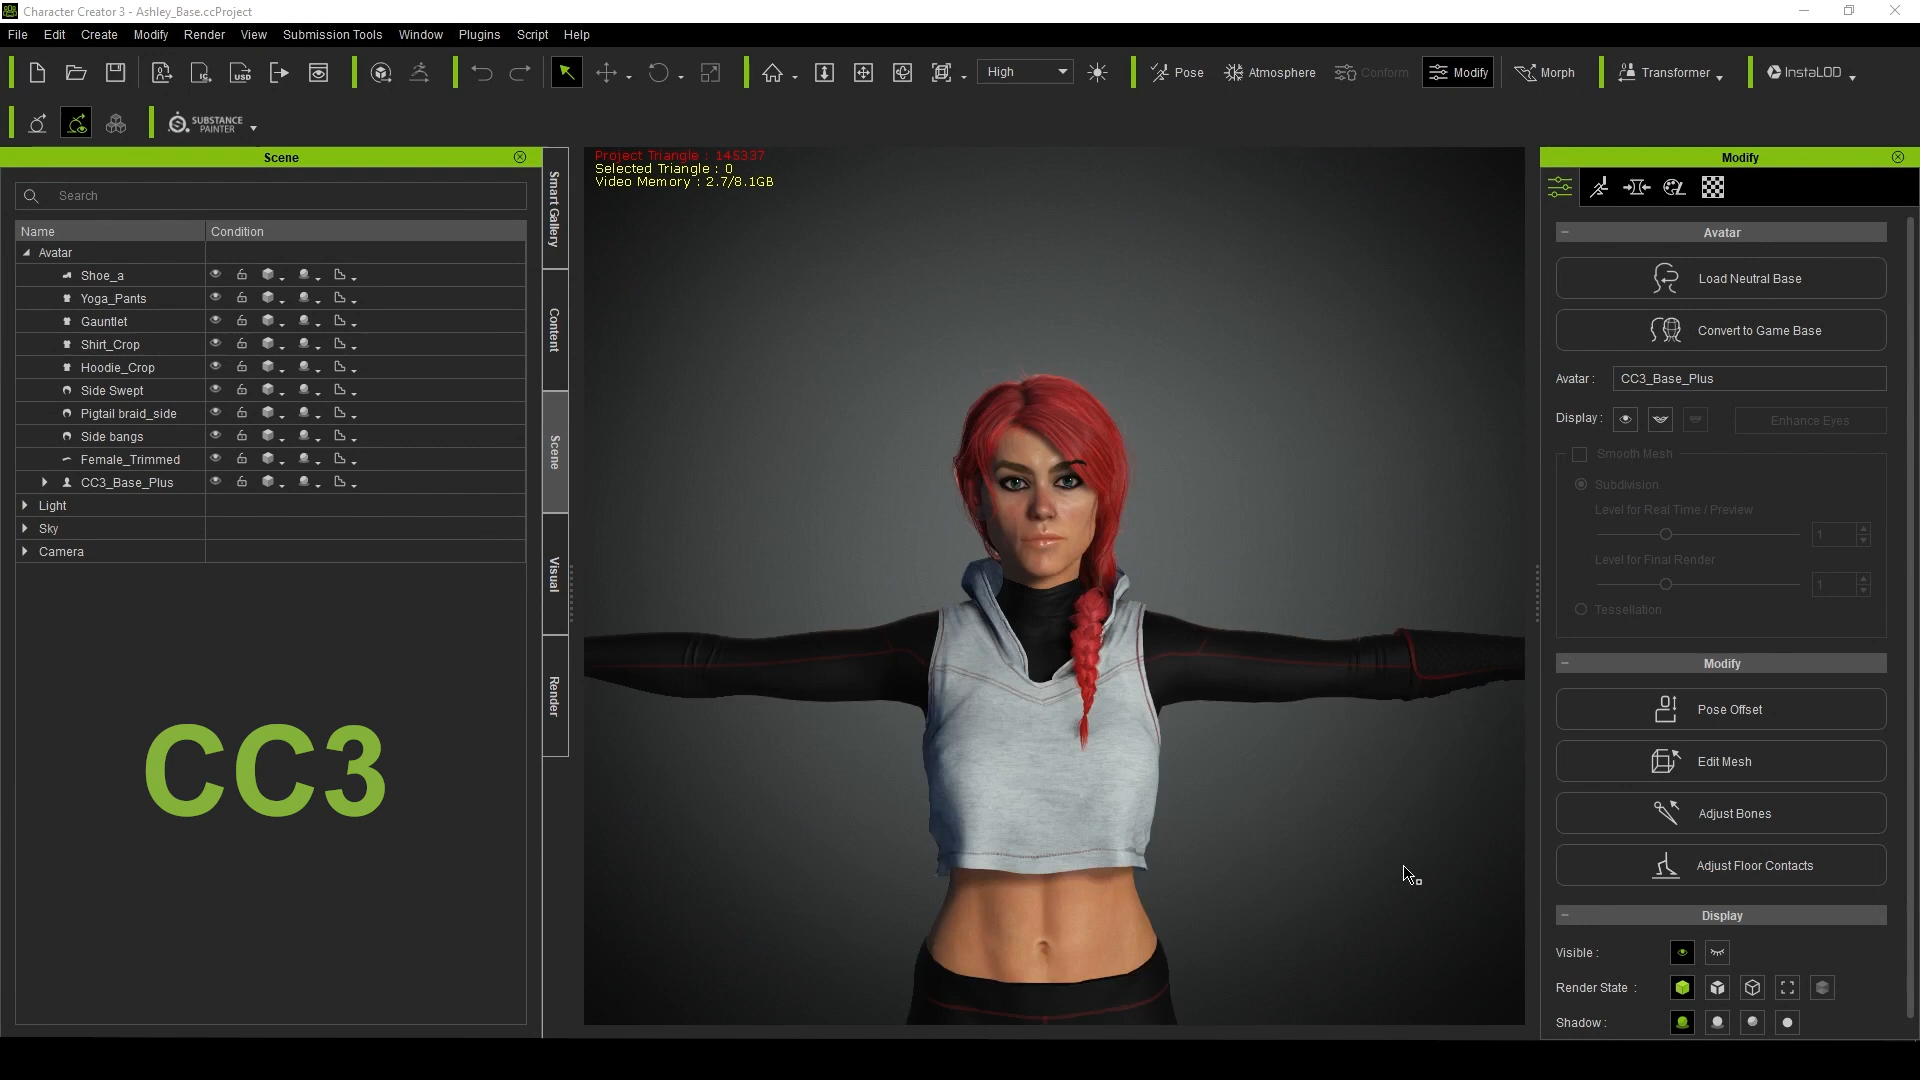 Character Creator 3 - Ashley_Base.ccProject
File Edit Create Modify Render View Submission Tools Window Plugins Script Help
High Pose Atmosphere Conform Modify Morph Transformer InstaLOD
SUBSTANCE
PAINTER
Scene
Search
Name Condition
Avatar
Shoe_a
Yoga_Pants
Gauntlet
Shirt_Crop
Hoodie_Crop
Side Swept
Pigtail braid_side
Side bangs
Female_Trimmed
CC3_Base_Plus
Light
Sky
Camera
CC3
Smart Gallery
Content
Scene
Visual
Render
Project Triangle : 145337
Selected Triangle : 0
Video Memory : 2.7/8.1GB
Modify
Avatar
Load Neutral Base
Convert to Game Base
Avatar : CC3_Base_Plus
Display : Enhance Eyes
Smooth Mesh
Subdivision
Level for Real Time / Preview
1
Level for Final Render
1
Tessellation
Modify
Pose Offset
Edit Mesh
Adjust Bones
Adjust Floor Contacts
Display
Visible :
Render State :
Shadow :